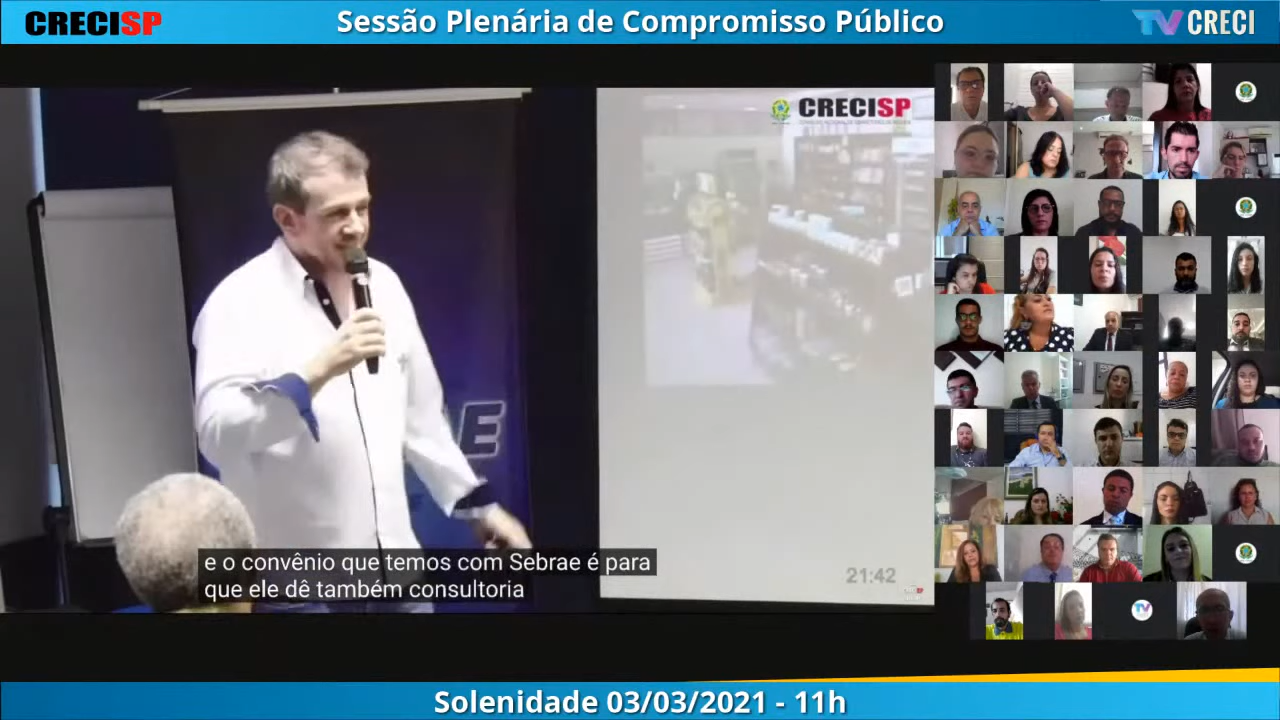 CRECISP
Sessão Plenária de Compromisso Público
TV CRECI
CRECISP
E
e o convênio que temos com Sebrae é para
que ele dê também consultoria
21:42
TV
Solenidade 03/03/2021 - 11h